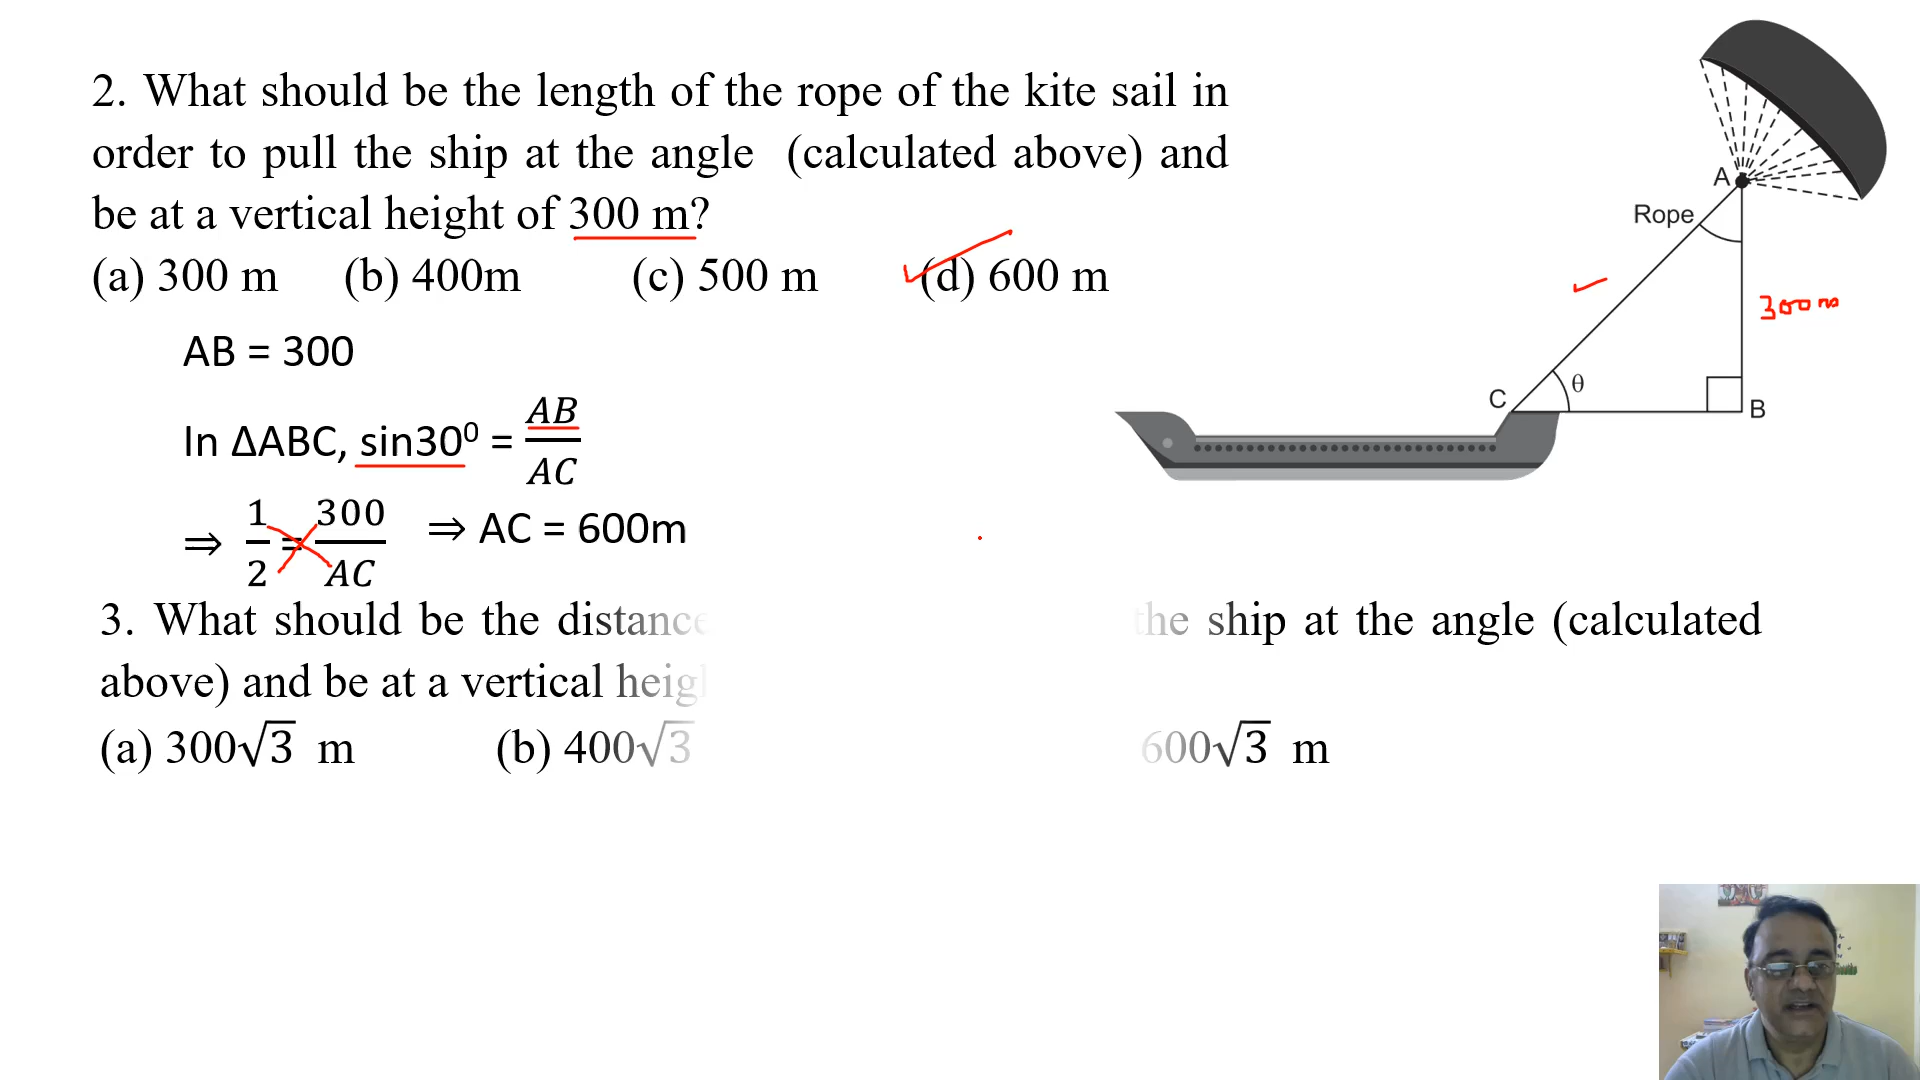 2. What should be the length of the rope of the kite sail in
order to pull the ship at the angle (calculated above) and
be at a vertical height of 300 m?
(a) 300 m (b) 400m (c) 500 m (d) 600 m
AB = 300
In ΔABC, sin30⁰ = AB/AC
⇒ 1/2 = 300/AC ⇒ AC = 600m
3. What should be the distance the ship at the angle (calculated
above) and be at a vertical
(a) 300√3 m (b) 400√3 600√3 m
A
Rope
300 m
θ
C
B